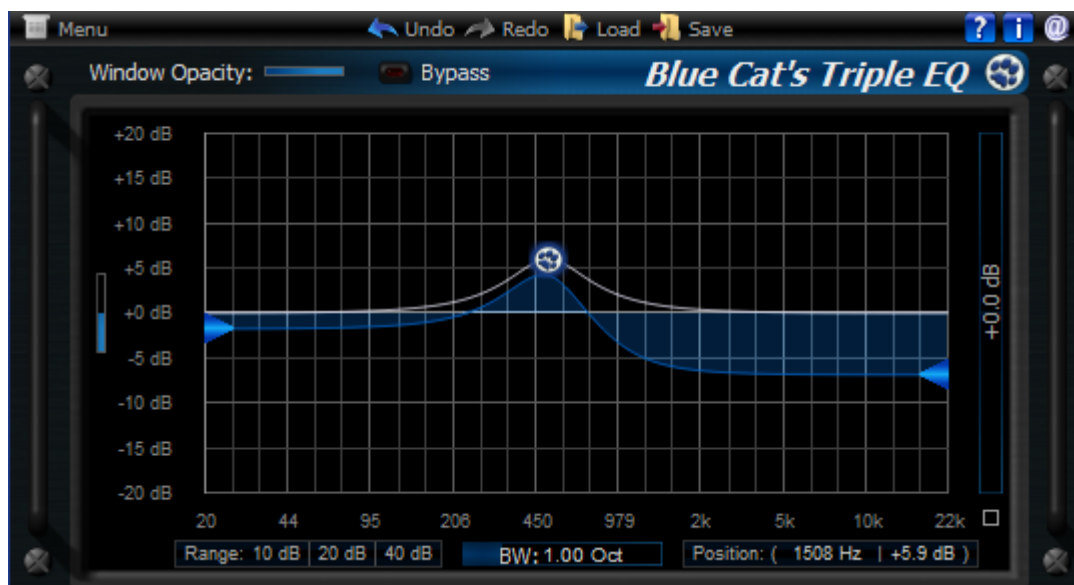 Menu Undo Redo Load Save ? i @
Window Opacity: Bypass Blue Cat's Triple EQ
+20 dB
+15 dB
+10 dB
+5 dB
+0 dB
-5 dB
-10 dB
-15 dB
-20 dB
+0.0 dB
20 44 95 206 450 979 2k 5k 10k 22k
Range: 10 dB 20 dB 40 dB BW: 1.00 Oct Position: ( 1508 Hz | +5.9 dB )